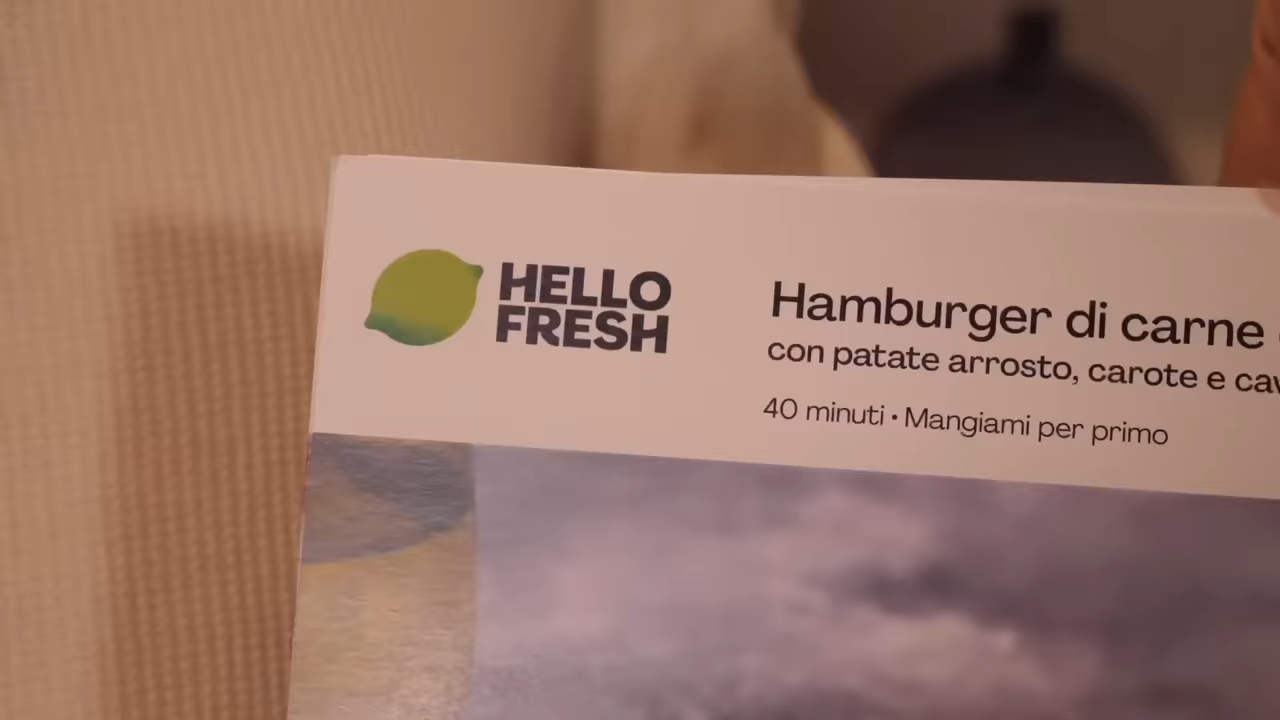 HELLO
FRESH
Hamburger di carne
con patate arrosto, carote e
40 minuti • Mangiami per primo